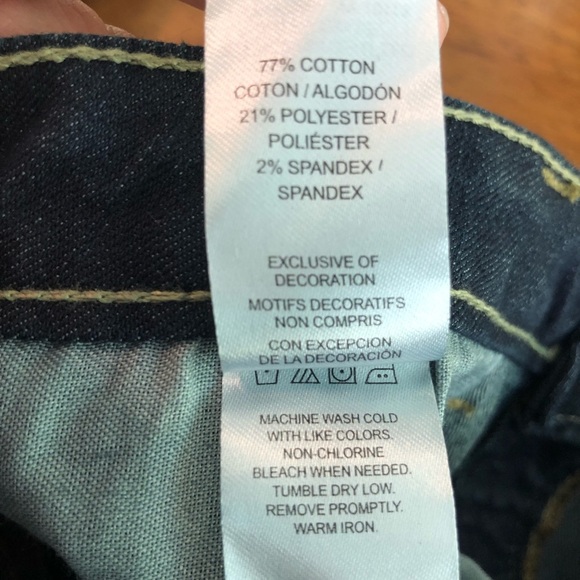 77% COTTON
COTON / ALGODÓN
21% POLYESTER /
POLIÉSTER
2% SPANDEX /
SPANDEX
EXCLUSIVE OF
DECORATION
MOTIFS DECORATIFS
NON COMPRIS
CON EXCEPCION
DE LA DECORACIÓN
MACHINE WASH COLD
WITH LIKE COLORS.
NON-CHLORINE
BLEACH WHEN NEEDED.
TUMBLE DRY LOW.
REMOVE PROMPTLY.
WARM IRON.